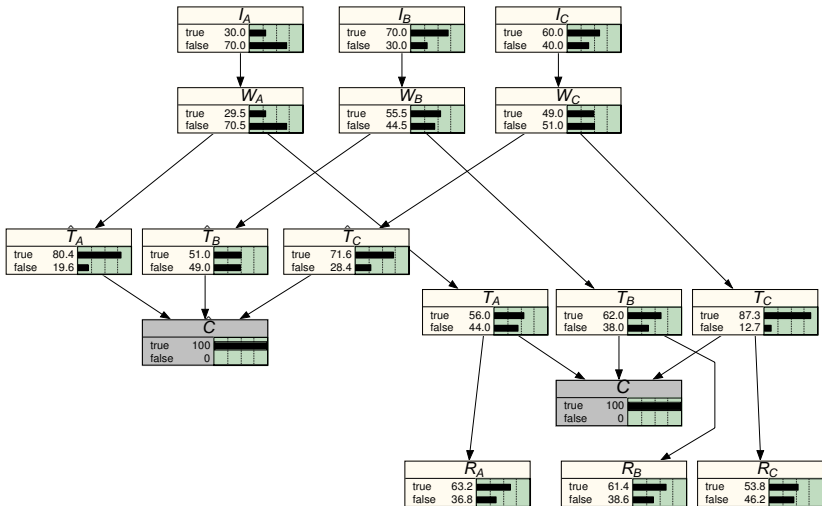 I_A
true 30.0
false 70.0
I_B
true 70.0
false 30.0
I_C
true 60.0
false 40.0
W_A
true 29.5
false 70.5
W_B
true 55.5
false 44.5
W_C
true 49.0
false 51.0
T̂_A
true 80.4
false 19.6
T̂_B
true 51.0
false 49.0
T̂_C
true 71.6
false 28.4
T_A
true 56.0
false 44.0
T_B
true 62.0
false 38.0
T_C
true 87.3
false 12.7
Ĉ
true 100
false 0
C
true 100
false 0
R_A
true 63.2
false 36.8
R_B
true 61.4
false 38.6
R_C
true 53.8
false 46.2